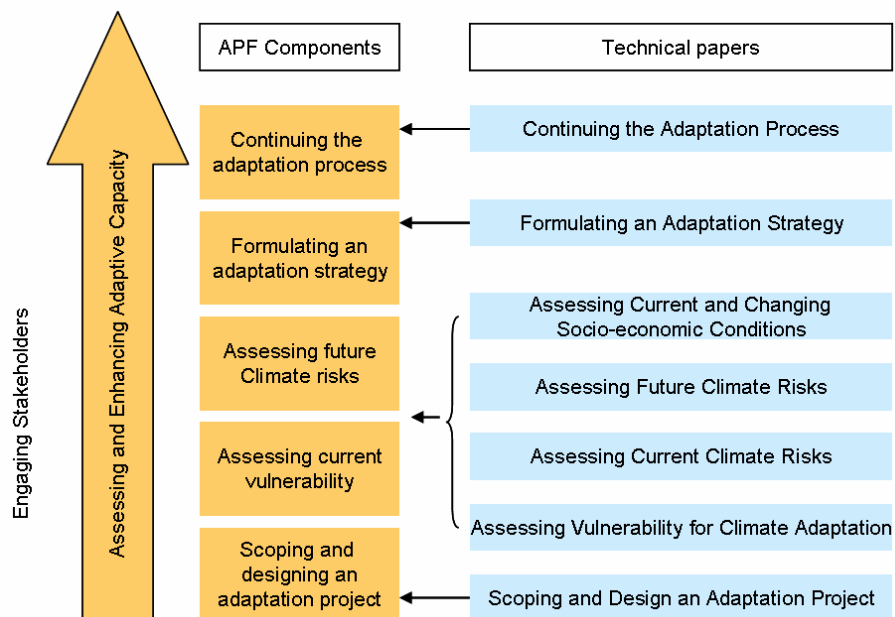 APF Components
Technical papers
Engaging Stakeholders
Assessing and Enhancing Adaptive Capacity
Continuing the
adaptation process
Continuing the Adaptation Process
Formulating an
adaptation strategy
Formulating an Adaptation Strategy
Assessing future
Climate risks
Assessing current
vulnerability
Assessing Current and Changing
Socio-economic Conditions
Assessing Future Climate Risks
Assessing Current Climate Risks
Assessing Vulnerability for Climate Adaptation
Scoping and
designing an
adaptation project
Scoping and Design an Adaptation Project